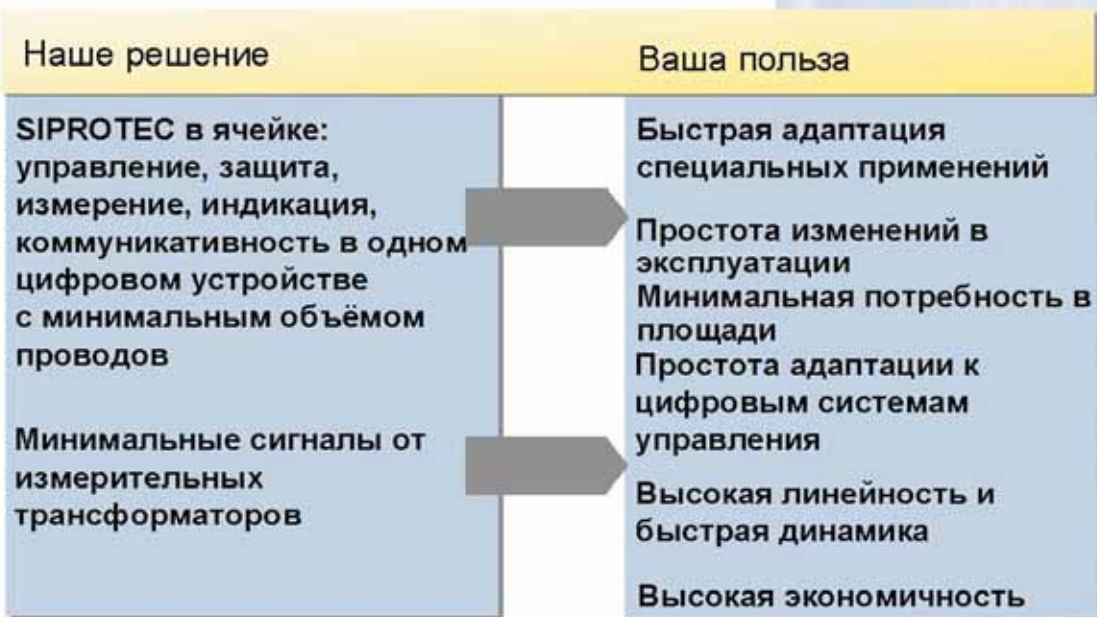 Наше решение
Ваша польза
SIPROTEC в ячейке:
управление, защита,
измерение, индикация,
коммуникативность в одном
цифровом устройстве
с минимальным объёмом
проводов
Минимальные сигналы от
измерительных
трансформаторов
Быстрая адаптация
специальных применений
Простота изменений в
эксплуатации
Минимальная потребность в
площади
Простота адаптации к
цифровым системам
управления
Высокая линейность и
быстрая динамика
Высокая экономичность